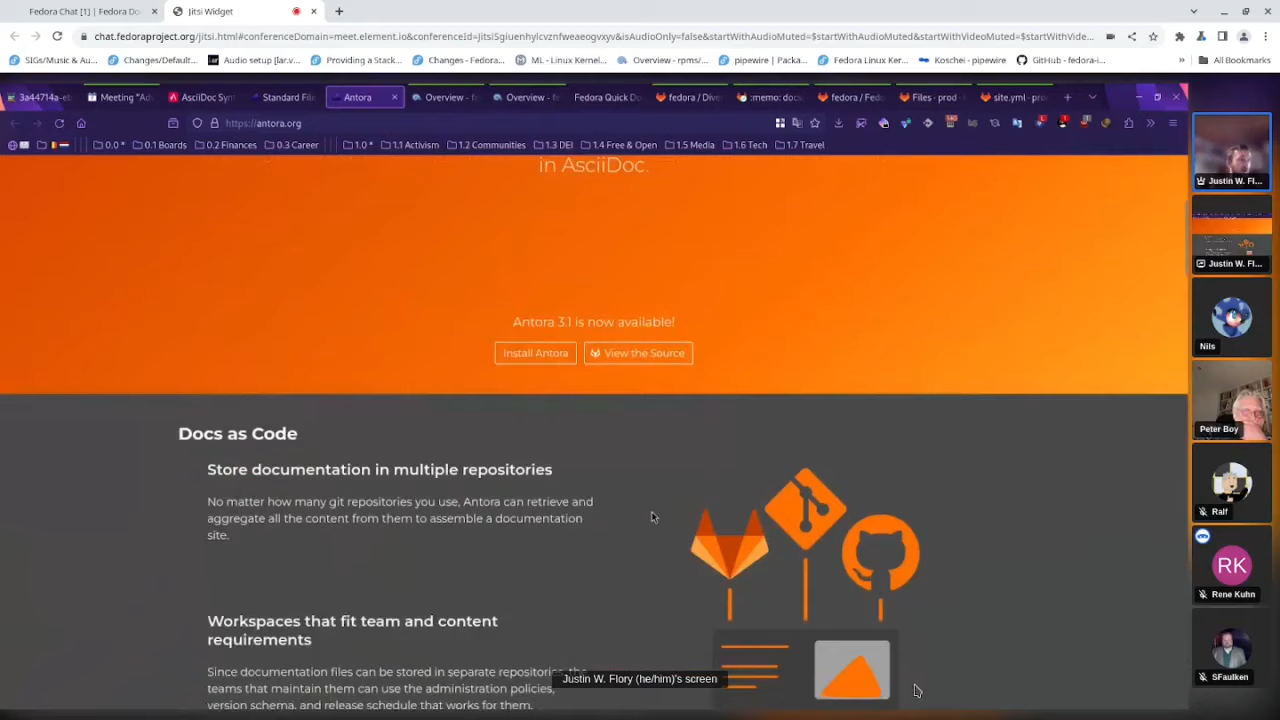 Fedora Chat [1] | Fedora Do
Jitsi Widget
chat.fedoraproject.org/jitsi.html#conferenceDomain=meet.element.io&conferenceId=
&isAudioOnly=false&startWithAudioMuted=$startWithAudioMuted&startWithVideoMuted=$startWithVide...
SIGs/Music & Au...
Changes/Default...
Audio setup [lar.v...
Providing a Stack...
Changes - Fedora...
ML - Linux Kernel...
Overview - rpms/...
pipewire | Packa...
Fedora Linux Ker...
Koschei - pipewire
GitHub - fedora-i...
»
All Bookmarks
3a44714a-eb
Meeting "Adv
AsciiDoc Syn
Standard File
Antora
Overview - fe
Overview - fe
Fedora Quick Do
fedora / Diver
:memo: docs
fedora / Fedo
Files · prod ·
site.yml · pro
https://antora.org
0.0 *
0.1 Boards
0.2 Finances
0.3 Career
1.0 *
1.1 Activism
1.2 Communities
1.3 DEI
1.4 Free & Open
1.5 Media
1.6 Tech
1.7 Travel
in AsciiDoc.
Antora 3.1 is now available!
Install Antora
View the Source
Docs as Code
Store documentation in multiple repositories
No matter how many git repositories you use, Antora can retrieve and
aggregate all the content from them to assemble a documentation
site.
Workspaces that fit team and content
requirements
Since documentation files can be stored in separate repositories, the
teams that maintain them can use the administration policies,
version schema, and release schedule that works for them.
Justin W. Flory (he/him)'s screen
Justin W. Fl...
Justin W. Fl...
Nils
Peter Boy
Ralf
RK
Rene Kuhn
SFaulken